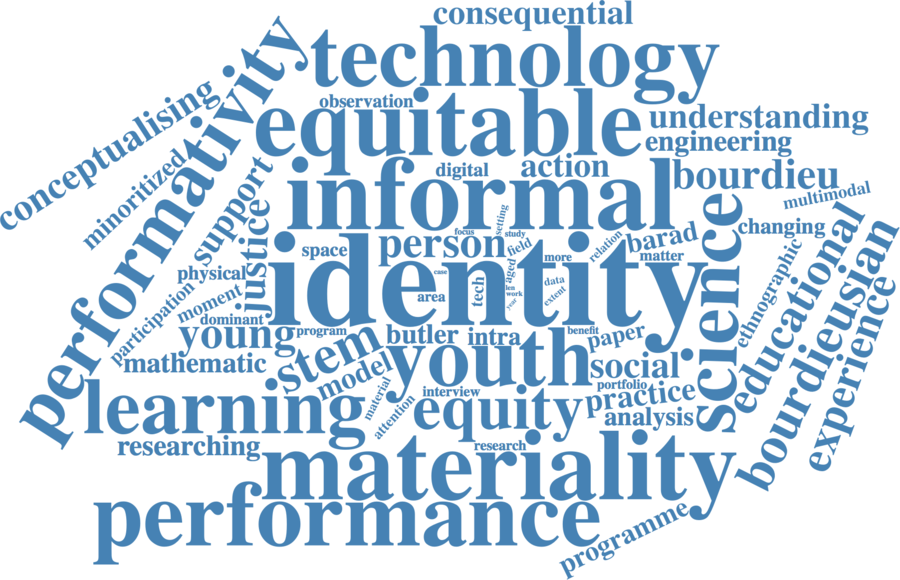 consequential
technology
performativity
conceptualising
observation
equitable
understanding
engineering
minoritized
digital
action
informal
bourdieu
multimodal
support
justice
setting
focus
study
person
field
relation
barad
changing
science
space
identity
more
matter
physical
case
aged
tech
area
data
extent
len
work
your
participation
moment
dominant
young
program
stem
butler
intra
benefit
paper
ethnographic
educational
bourdieusian
experience
mathematic
model
youth
social
material
attention
interview
portfolio
practice
learning
equity
analysis
researching
research
materiality
performance
programme